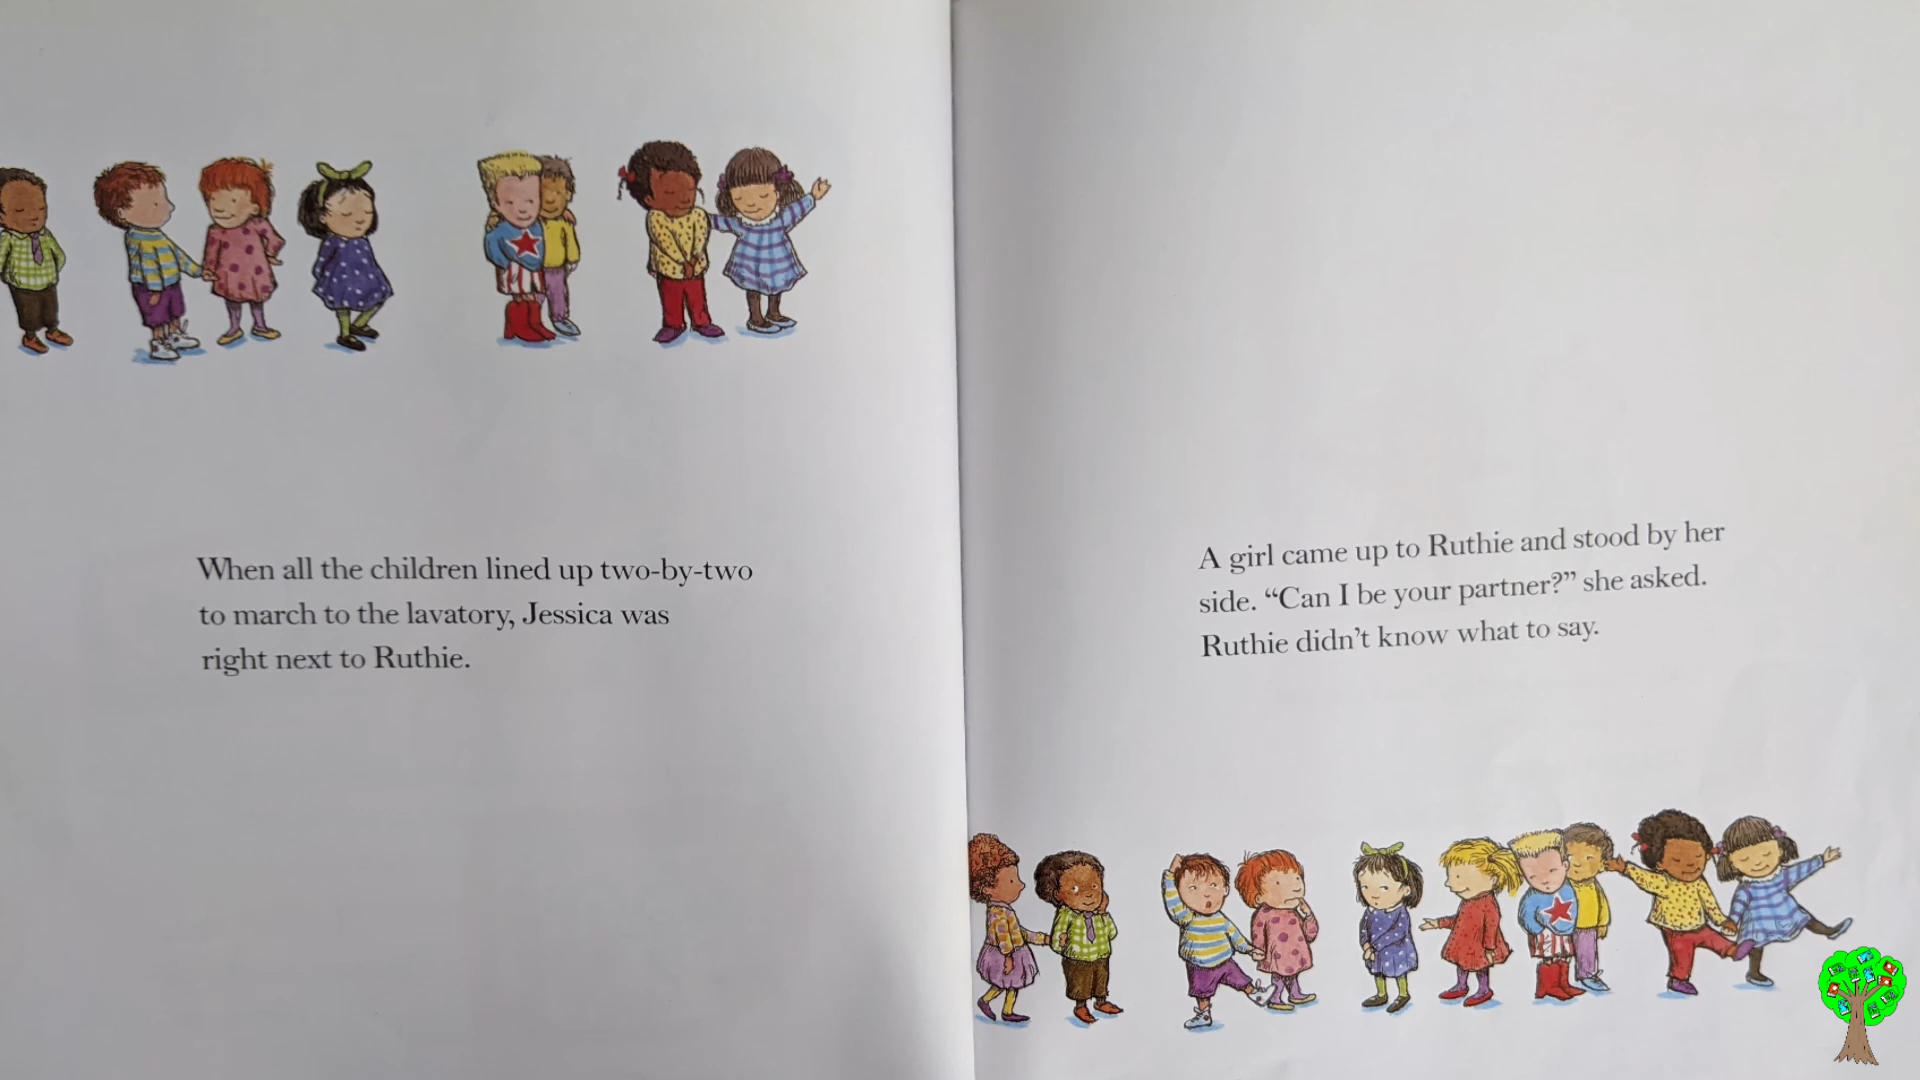 When all the children lined up two-by-two
to march to the lavatory, Jessica was
right next to Ruthie.
A girl came up to Ruthie and stood by her
side. “Can I be your partner?” she asked.
Ruthie didn’t know what to say.